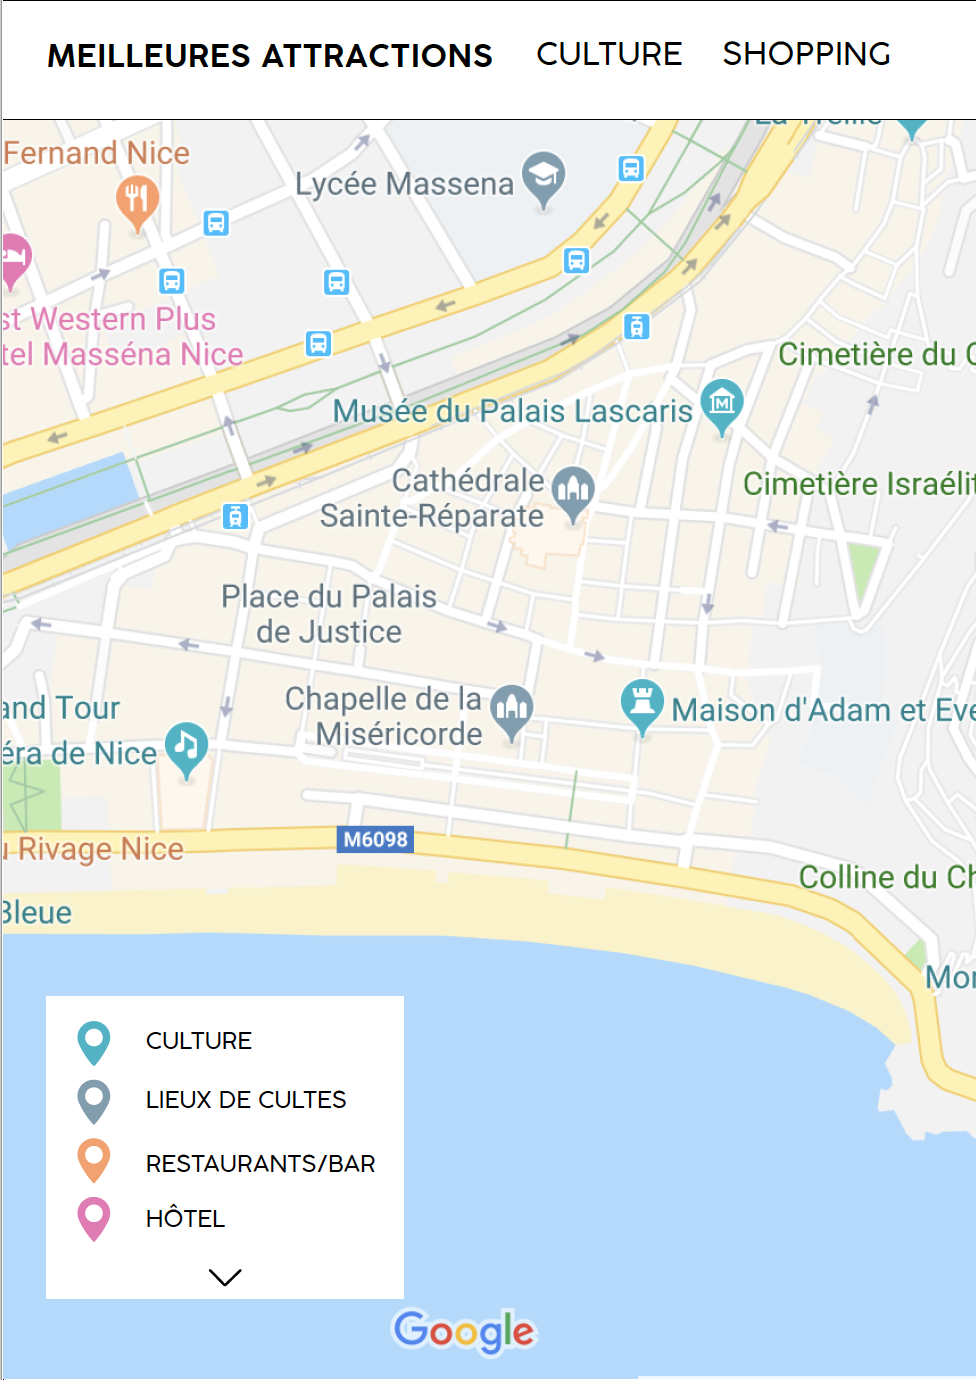 MEILLEURES ATTRACTIONS CULTURE SHOPPING
Fernand Nice
Lycée Massena
st Western Plus
tel Masséna Nice
Cimetière du C
Musée du Palais Lascaris
Cathédrale
Sainte-Réparate
Cimetière Israélit
Place du Palais
de Justice
and Tour
éra de Nice
Chapelle de la
Miséricorde
Maison d'Adam et Eve
M6098
u Rivage Nice
Colline du Ch
Bleue
Mon
CULTURE
LIEUX DE CULTES
RESTAURANTS/BAR
HÔTEL
Google